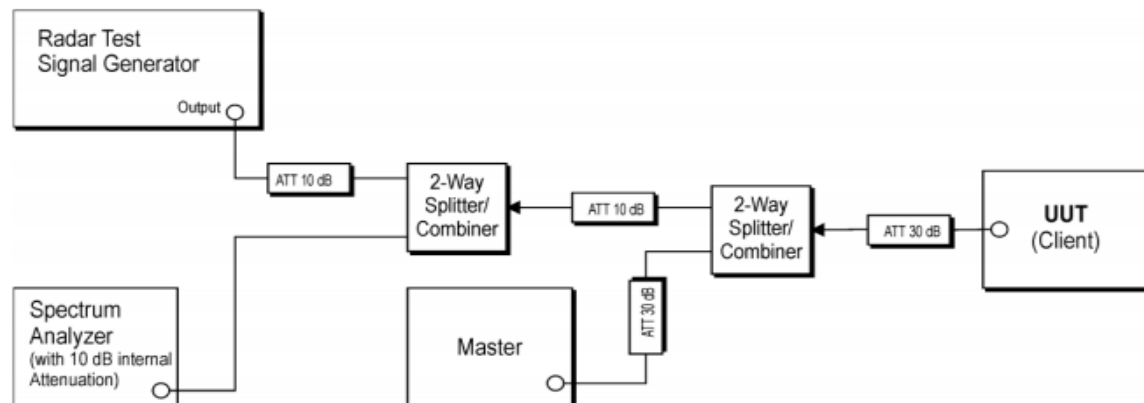 Radar Test
Signal Generator
Output
ATT 10 dB
2-Way
Splitter/
Combiner
ATT 10 dB
2-Way
Splitter/
Combiner
ATT 30 dB
UUT
(Client)
Spectrum
Analyzer
(with 10 dB internal
Attenuation)
Master
ATT 30 dB